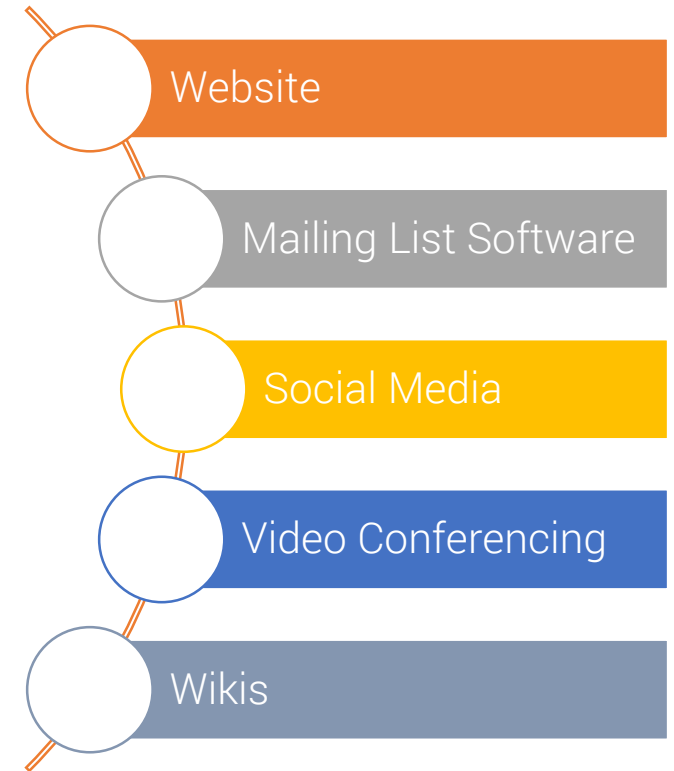 Website
Mailing List Software
Social Media
Video Conferencing
Wikis